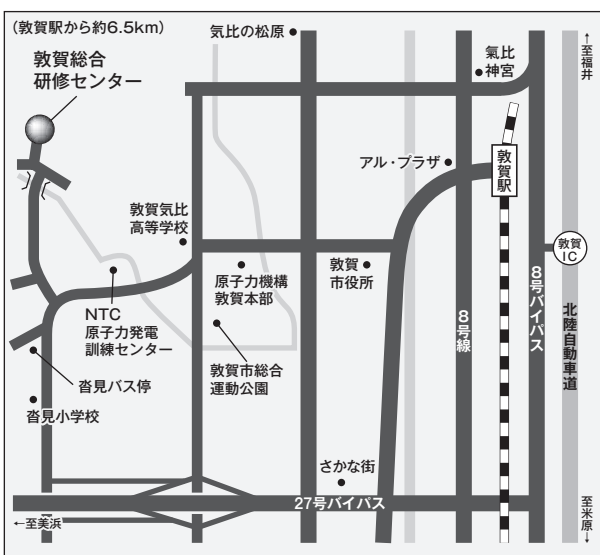 (敦賀駅から約6.5km)
敦賀総合
研修センター
気比の松原
氣比
神宮
←至福井
アル・プラザ
敦賀駅
敦賀
IC
敦賀気比
高等学校
原子力機構
敦賀本部
敦賀
市役所
NTC
原子力発電
訓練センター
敦賀市総合
運動公園
8号線
8号バイパス
北陸自動車道
沓見バス停
沓見小学校
さかな街
27号バイパス
←至美浜
至米原→